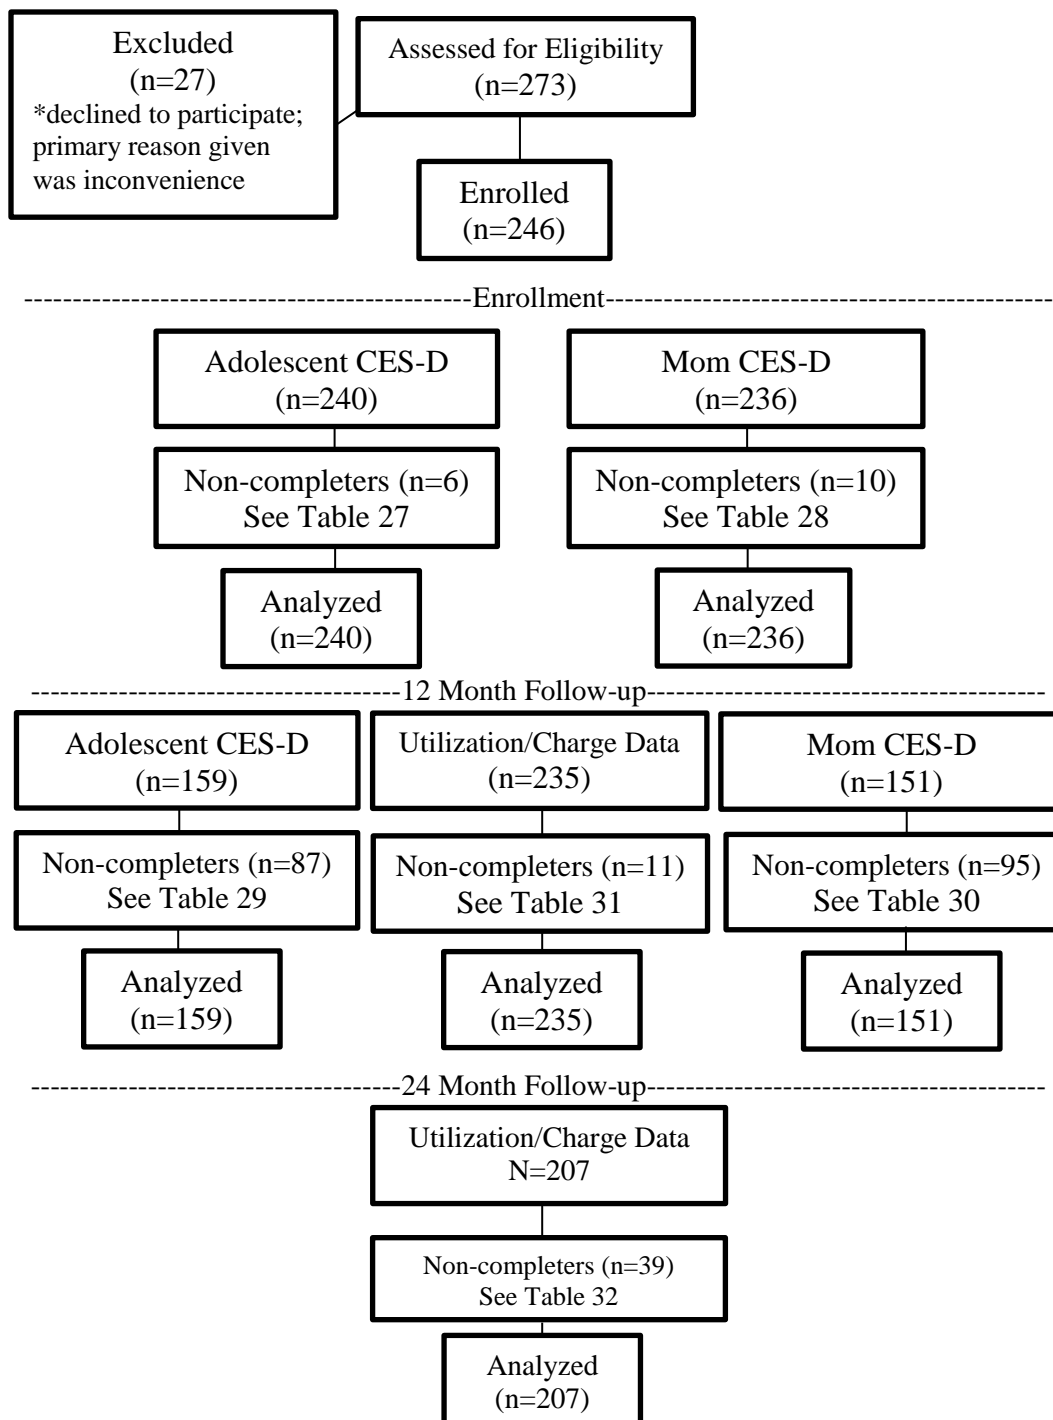 Excluded
(n=27)
*declined to participate;
primary reason given
was inconvenience
Assessed for Eligibility
(n=273)
Enrolled
(n=246)
--------------------------------------------Enrollment--------------------------------------------
Adolescent CES-D
(n=240)
Mom CES-D
(n=236)
Non-completers (n=6)
See Table 27
Non-completers (n=10)
See Table 28
Analyzed
(n=240)
Analyzed
(n=236)
-------------------------------------12 Month Follow-up----------------------------------------
Adolescent CES-D
(n=159)
Utilization/Charge Data
(n=235)
Mom CES-D
(n=151)
Non-completers (n=87)
See Table 29
Non-completers (n=11)
See Table 31
Non-completers (n=95)
See Table 30
Analyzed
(n=159)
Analyzed
(n=235)
Analyzed
(n=151)
-------------------------------------24 Month Follow-up----------------------------------------
Utilization/Charge Data
N=207
Non-completers (n=39)
See Table 32
Analyzed
(n=207)